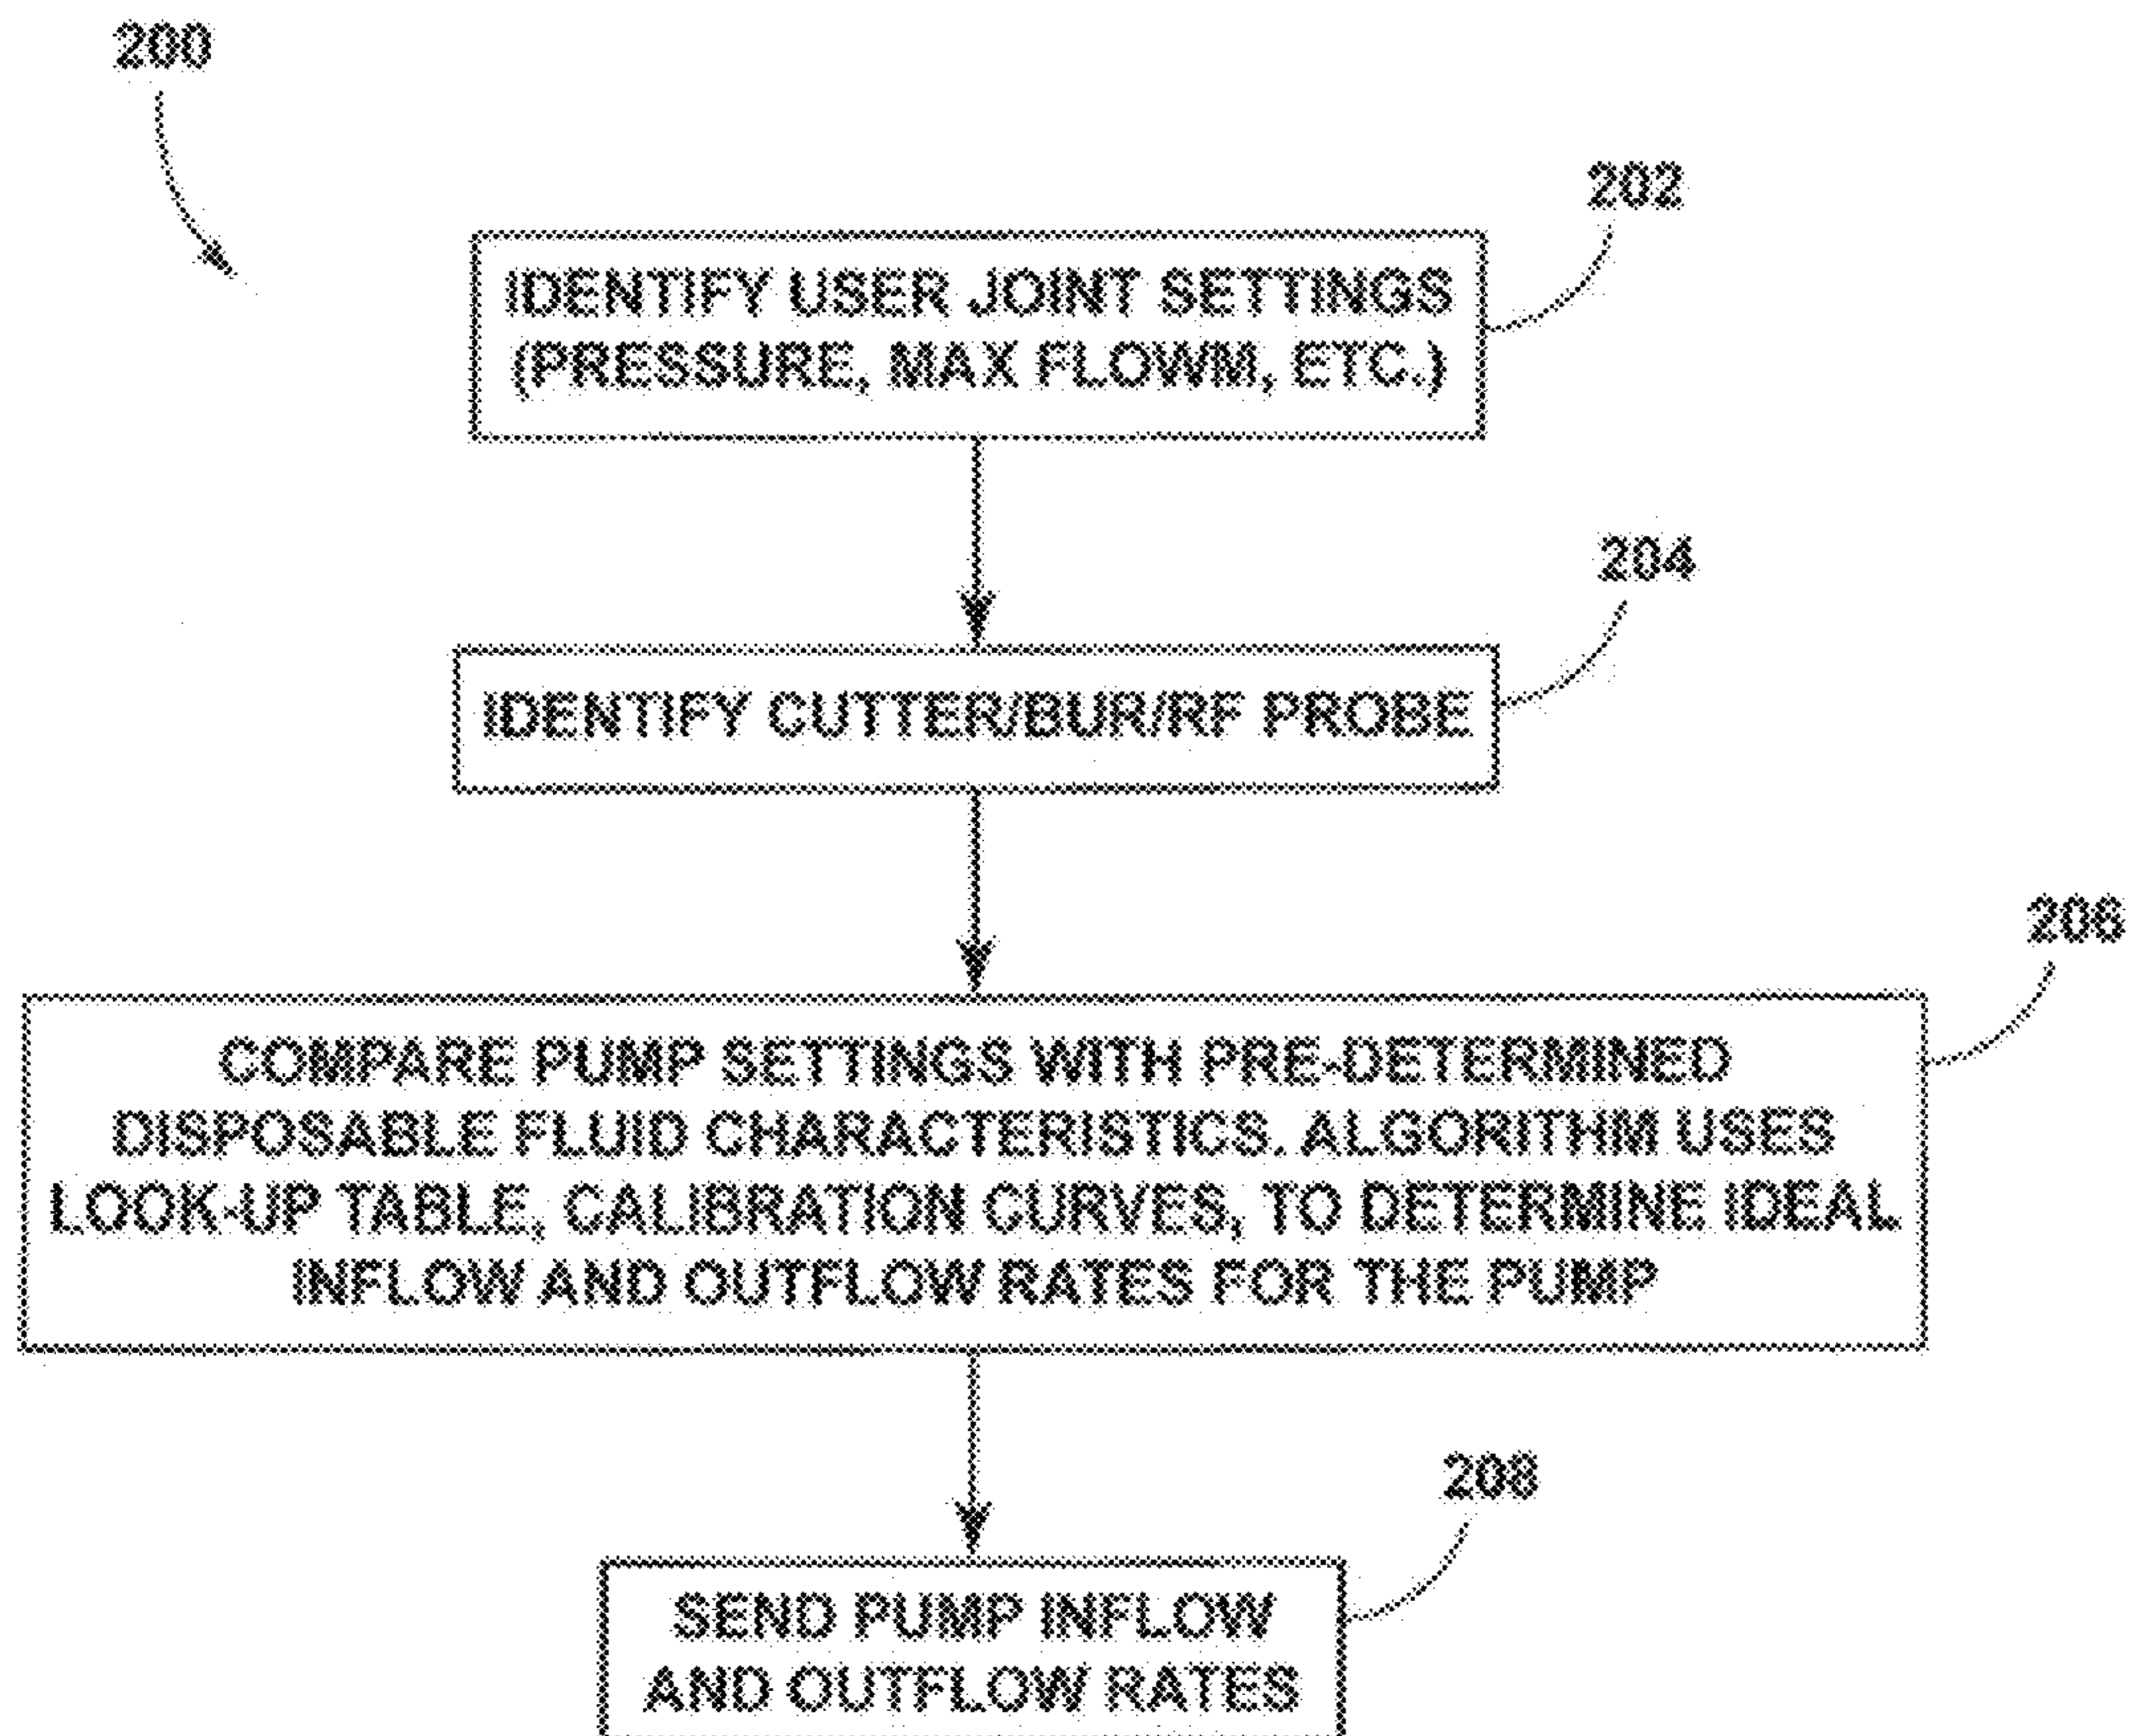 200
202
IDENTIFY USER JOINT SETTINGS
(PRESSURE, MAX FLOWM, ETC.)
204
IDENTIFY CUTTER/BUR/RF PROBE
206
COMPARE PUMP SETTINGS WITH PRE-DETERMINED
DISPOSABLE FLUID CHARACTERISTICS. ALGORITHM USES
LOOK-UP TABLE, CALIBRATION CURVES, TO DETERMINE IDEAL
INFLOW AND OUTFLOW RATES FOR THE PUMP
208
SEND PUMP INFLOW
AND OUTFLOW RATES